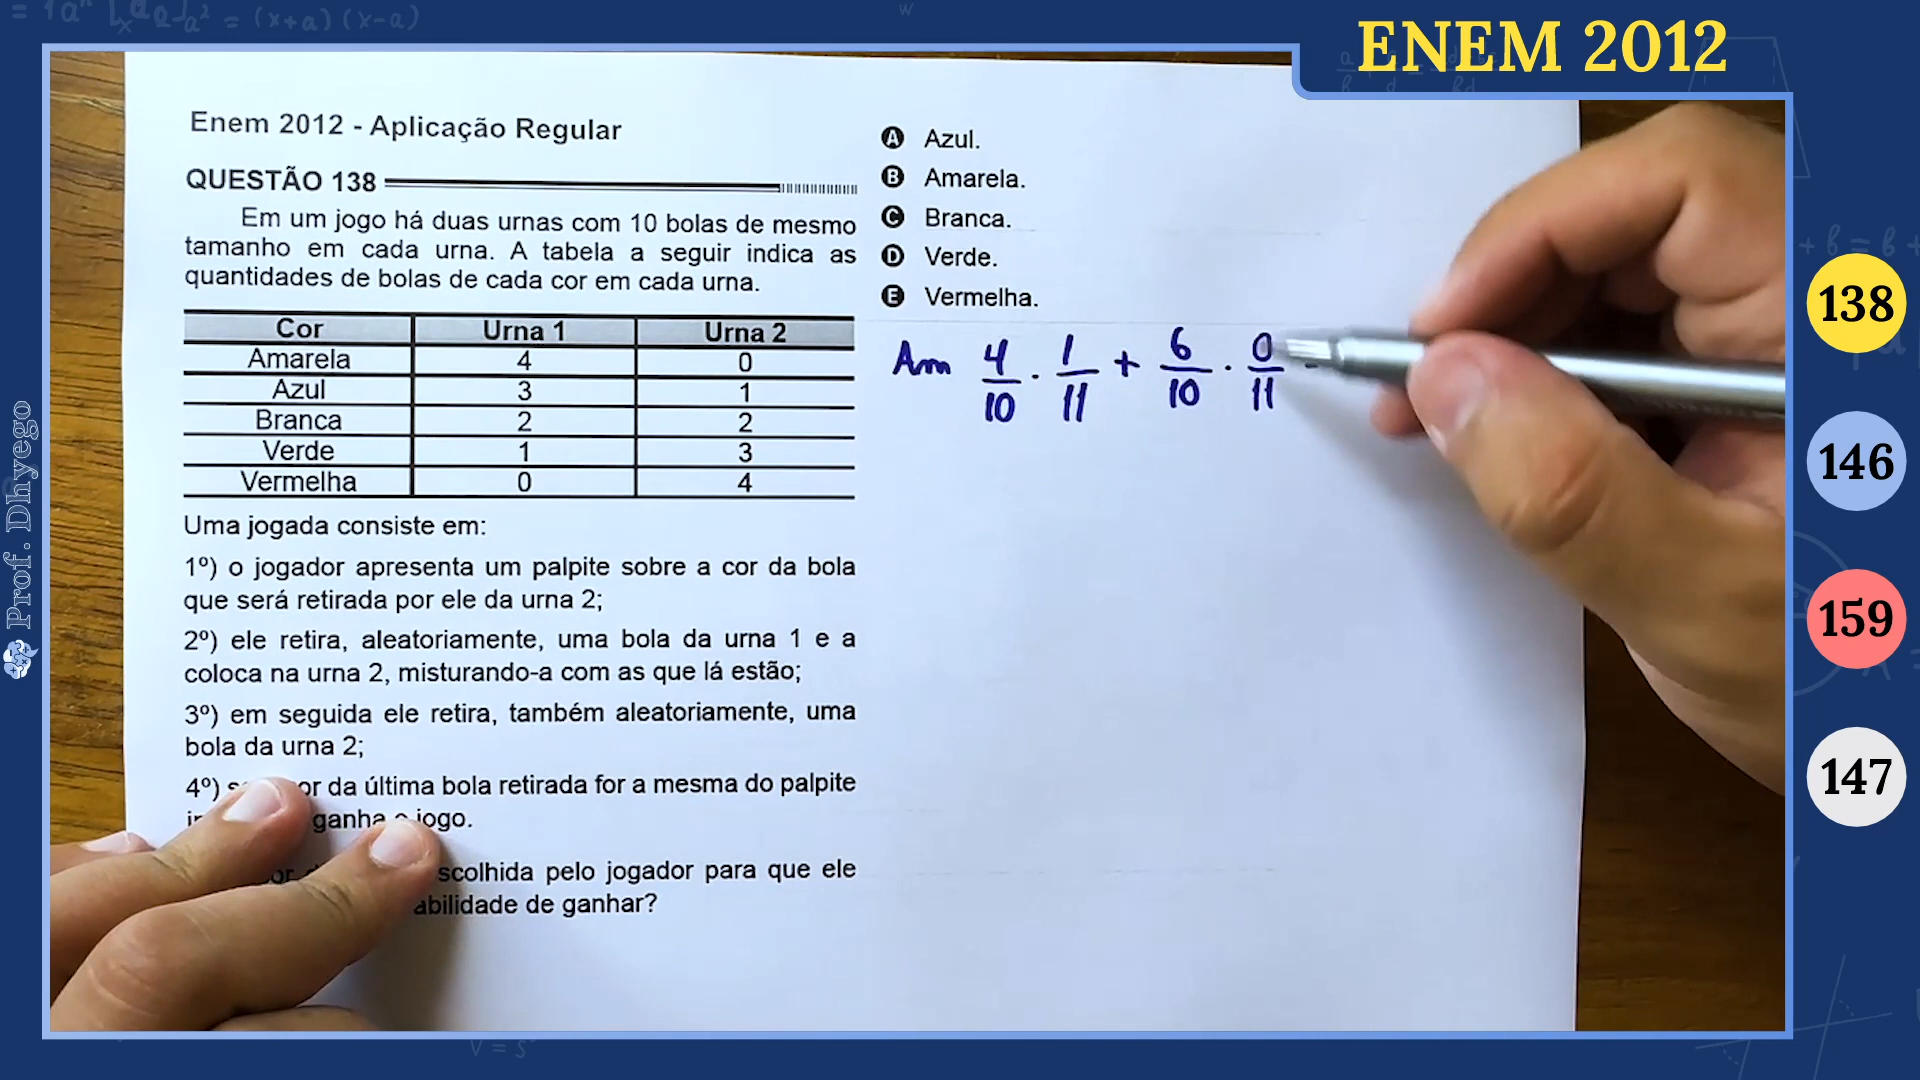 ENEM 2012
Enem 2012 - Aplicação Regular
QUESTÃO 138
Em um jogo há duas urnas com 10 bolas de mesmo
tamanho em cada urna. A tabela a seguir indica as
quantidades de bolas de cada cor em cada urna.
Cor Urna 1 Urna 2
Amarela 4 0
Azul 3 1
Branca 2 2
Verde 1 3
Vermelha 0 4
Uma jogada consiste em:
1º) o jogador apresenta um palpite sobre a cor da bola
que será retirada por ele da urna 2;
2º) ele retira, aleatoriamente, uma bola da urna 1 e a
coloca na urna 2, misturando-a com as que lá estão;
3º) em seguida ele retira, também aleatoriamente, uma
bola da urna 2;
4º) da última bola retirada for a mesma do palpite
ganha jogo.
pelo jogador para que ele
de ganhar?
A Azul.
B Amarela.
C Branca.
D Verde.
E Vermelha.
Am 4/10 · 1/11 + 6/10 · 0/11
138
146
159
147
Prof. Dhyego
= (x+a)(x-a)